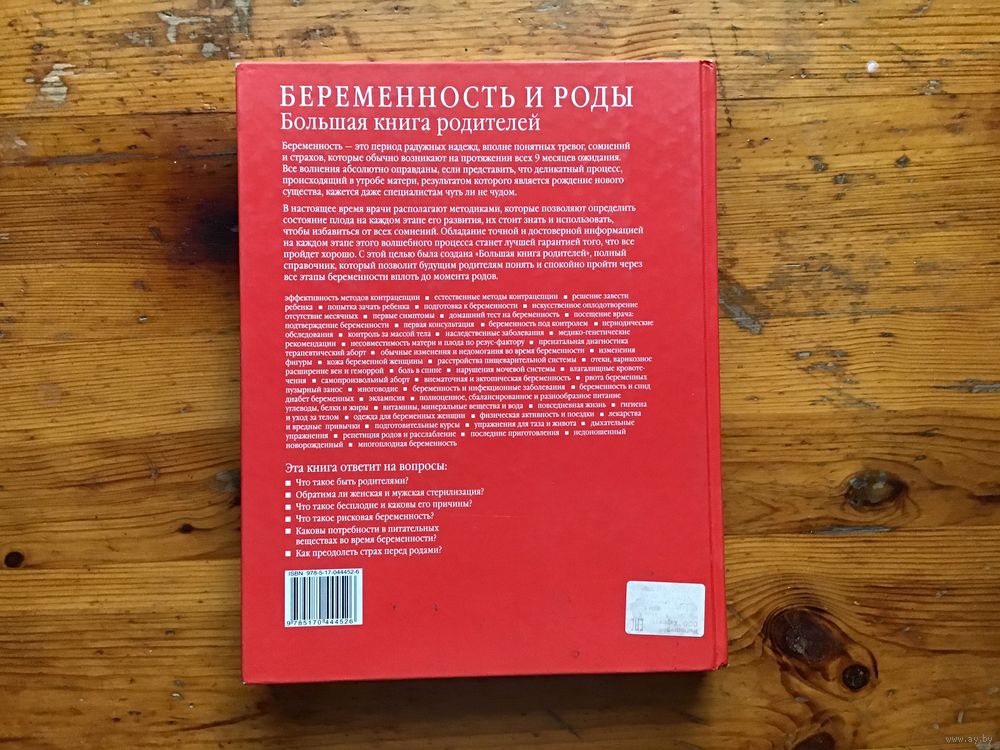 БЕРЕМЕННОСТЬ И РОДЫ
Большая книга родителей
Беременность — это период радужных надежд, вполне понятных тревог, сомнений
и страхов, которые обычно возникают на протяжении всех 9 месяцев ожидания.
Все волнения абсолютно оправданы, если представить, что деликатный процесс,
происходящий в утробе матери, результатом которого является рождение нового
существа, кажется даже специалистам чуть ли не чудом.
В настоящее время врачи располагают методиками, которые позволяют определить
состояние плода на каждом этапе его развития, их стоит знать и использовать,
чтобы избавиться от всех сомнений. Обладание точной и достоверной информацией
на каждом этапе этого волшебного процесса станет лучшей гарантией того, что все
пройдет хорошо. С этой целью была создана «Большая книга родителей», полный
справочник, который позволит будущим родителям понять и спокойно пройти через
все этапы беременности вплоть до момента родов.
эффективность методов контрацепции ■ естественные методы контрацепции ■ решение завести
ребенка ■ попытка зачать ребенка ■ подготовка к беременности ■ искусственное оплодотворение
отсутствие месячных ■ первые симптомы ■ домашний тест на беременность ■ посещение врача:
подтверждение беременности ■ первая консультация ■ беременность под контролем ■ периодические
обследования ■ контроль за массой тела ■ наследственные заболевания ■ медико-генетические
рекомендации ■ несовместимость матери и плода по резус-фактору ■ пренатальная диагностика
терапевтический аборт ■ обычные изменения и недомогания во время беременности ■ изменения
фигуры ■ кожа беременной женщины ■ расстройства пищеварительной системы ■ отеки, варикозное
расширение вен и геморрой ■ боль в спине ■ нарушения мочевой системы ■ влагалищные кровоте-
чения ■ самопроизвольный аборт ■ внематочная и эктопическая беременность ■ рвота беременных
пузырный занос ■ многоводие ■ беременность и инфекционные заболевания ■ беременность и спид
диабет беременных ■ эклампсия ■ полноценное, сбалансированное и разнообразное питание
углеводы, белки и жиры ■ витамины, минеральные вещества и вода ■ повседневная жизнь ■ гигиена
и уход за телом ■ одежда для беременных женщин ■ физическая активность и поездки ■ лекарства
и вредные привычки ■ подготовительные курсы ■ упражнения для таза и живота ■ дыхательные
упражнения ■ репетиция родов и расслабление ■ последние приготовления ■ недоношенный
новорожденный ■ многоплодная беременность
Эта книга ответит на вопросы:
■ Что такое быть родителями?
■ Обратима ли женская и мужская стерилизация?
■ Что такое бесплодие и каковы его причины?
■ Что такое рисковая беременность?
■ Каковы потребности в питательных
веществах во время беременности?
■ Как преодолеть страх перед родами?
ISBN 978-5-17-044452-6
9 785170 444526
www.ay.by